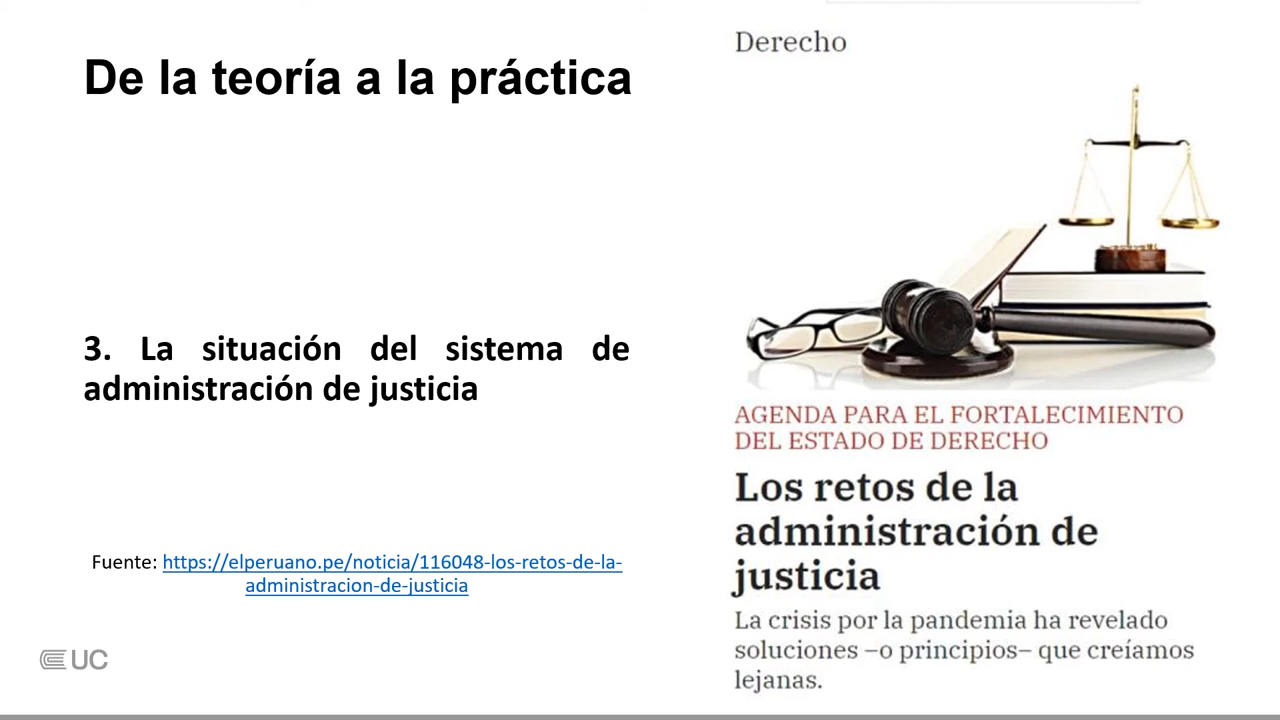 De la teoría a la práctica
3. La situación del sistema de
administración de justicia
Fuente: https://elperuano.pe/noticia/116048-los-retos-de-la-
administracion-de-justicia
UC
Derecho
AGENDA PARA EL FORTALECIMIENTO
DEL ESTADO DE DERECHO
Los retos de la
administración de
justicia
La crisis por la pandemia ha revelado
soluciones –o principios– que creíamos
lejanas.